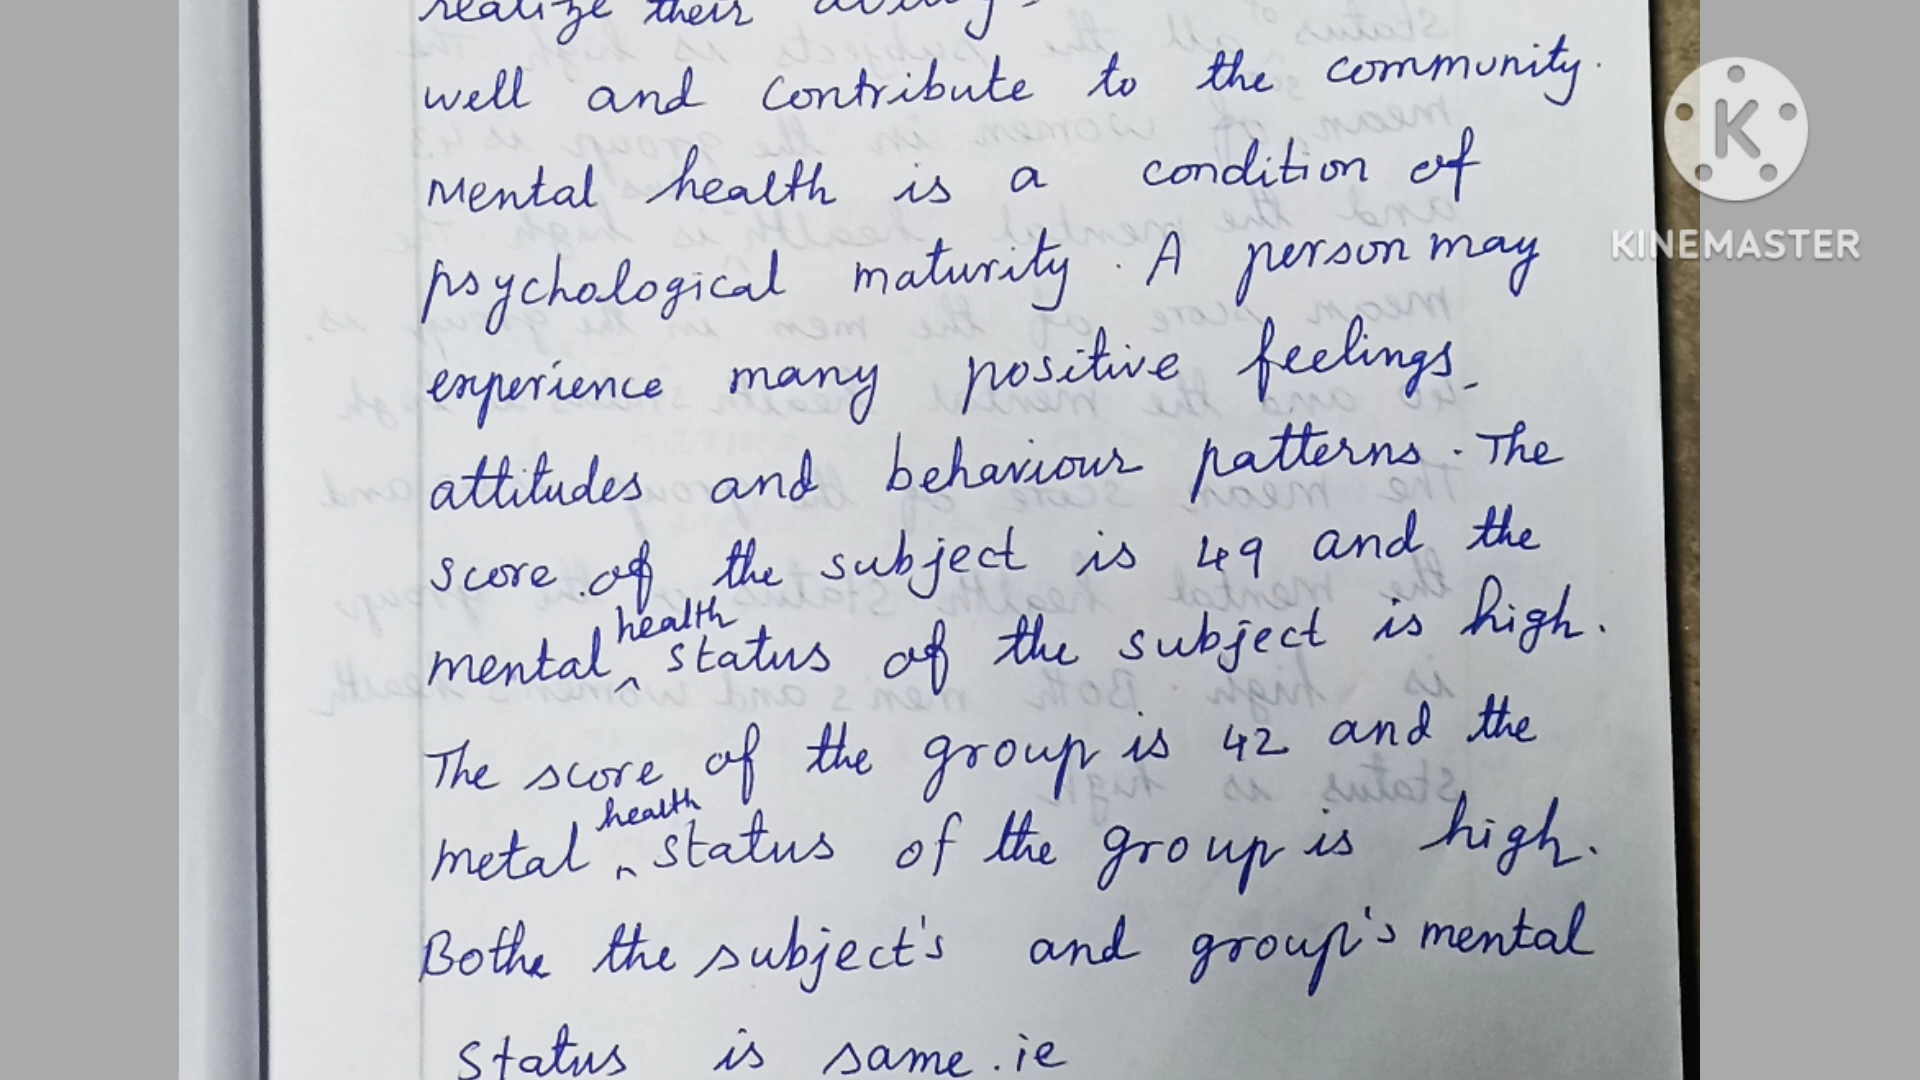 realize their
well and contribute to the community.
Mental health is a condition of
psychological maturity. A person may
experience many positive feelings
attitudes and behaviour patterns. The
score of the subject is 49 and the
mental health status of the subject is high.
The score of the group is 42 and the
metal health status of the group is high.
Bothe the subject's and group's mental
status is same. ie
K
KINEMASTER